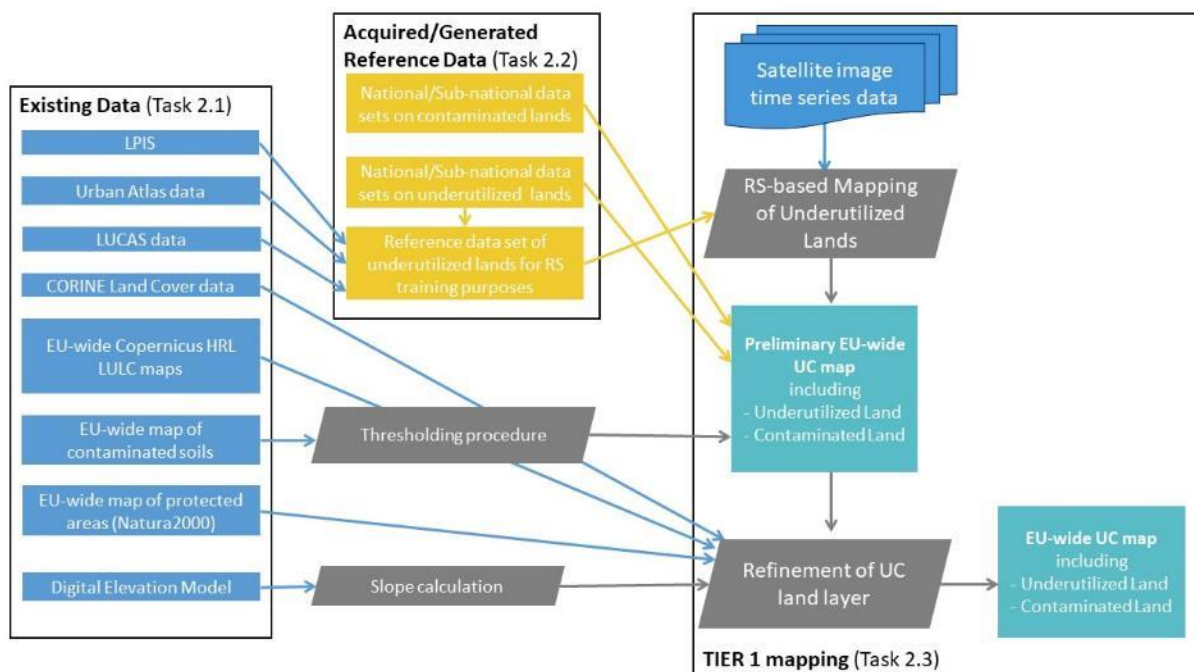 Existing Data (Task 2.1)
LPIS
Urban Atlas data
LUCAS data
CORINE Land Cover data
EU-wide Copernicus HRL
LULC maps
EU-wide map of
contaminated soils
EU-wide map of protected
areas (Natura2000)
Digital Elevation Model
Acquired/Generated
Reference Data (Task 2.2)
National/Sub-national data
sets on contaminated lands
National/Sub-national data
sets on underutilized lands
Reference data set of
underutilized lands for RS
training purposes
Thresholding procedure
Slope calculation
Satellite image
time series data
RS-based Mapping
of Underutilized
Lands
Preliminary EU-wide
UC map
including
- Underutilized Land
- Contaminated Land
Refinement of UC
land layer
TIER 1 mapping (Task 2.3)
EU-wide UC map
including
- Underutilized Land
- Contaminated Land